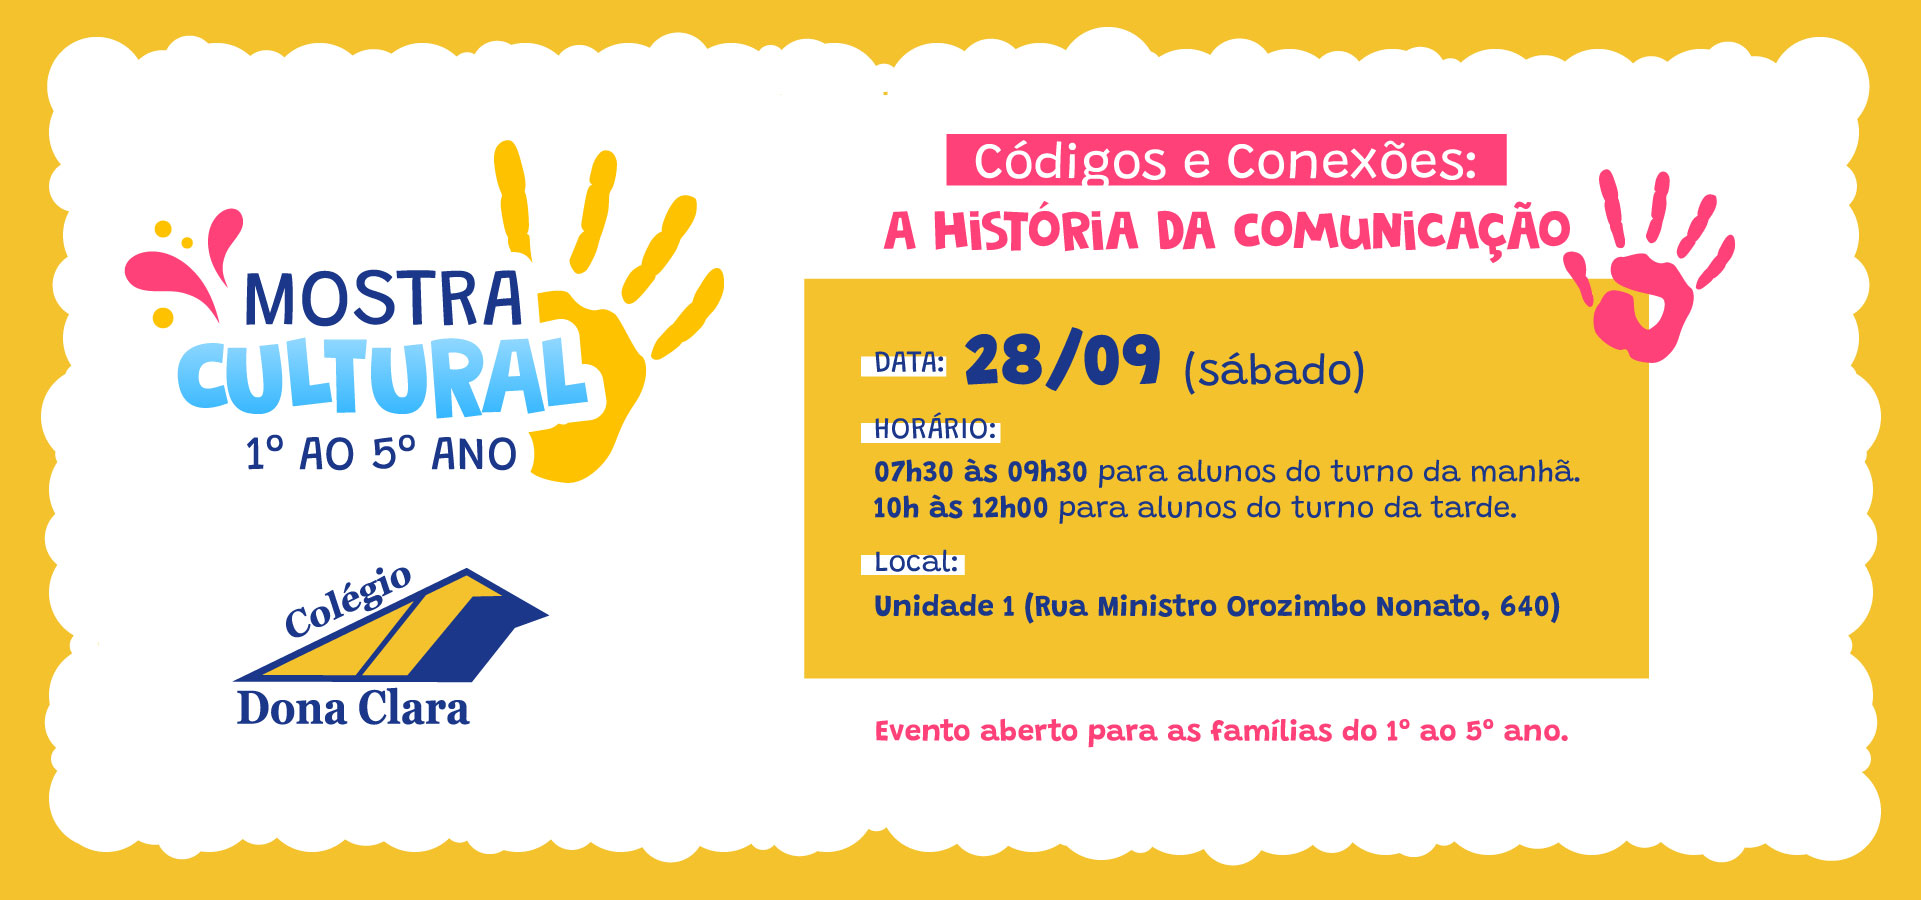 MOSTRA
CULTURAL
1º AO 5º ANO
Colégio
Dona Clara
Códigos e Conexões:
A HISTÓRIA DA COMUNICAÇÃO
DATA: 28/09 (sábado)
HORÁRIO:
07h30 às 09h30 para alunos do turno da manhã.
10h às 12h00 para alunos do turno da tarde.
Local:
Unidade 1 (Rua Ministro Orozimbo Nonato, 640)
Evento aberto para as famílias do 1º ao 5º ano.